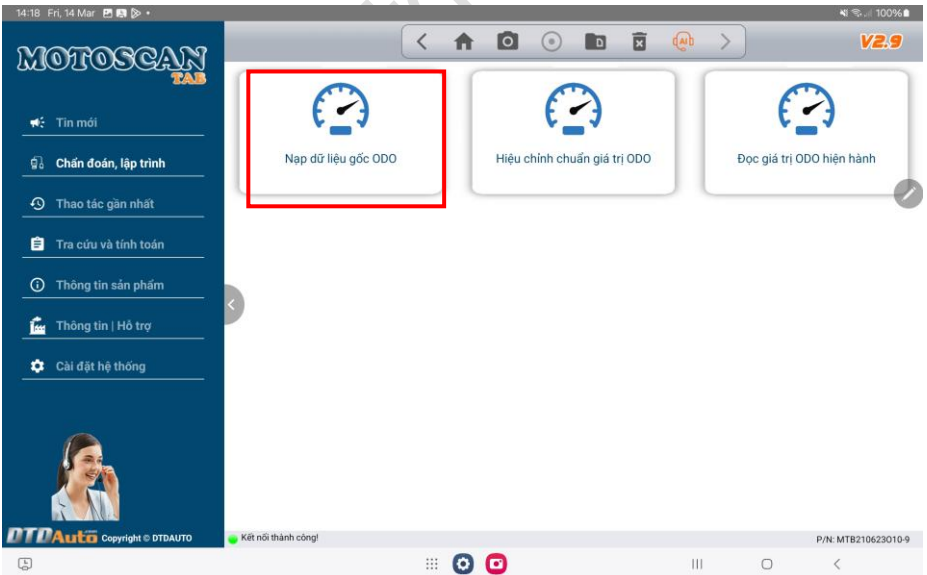 14:18 Fri, 14 Mar
100%
MOTOSCAN
TAB
V2.9
Tin mới
Chẩn đoán, lập trình
Thao tác gần nhất
Tra cứu và tính toán
Thông tin sản phẩm
Thông tin | Hỗ trợ
Cài đặt hệ thống
D
AI
Nạp dữ liệu gốc ODO
Hiệu chỉnh chuẩn giá trị ODO
Đọc giá trị ODO hiện hành
DTDAuto Copyright © DTDAUTO
Kết nối thành công!
P/N: MTB210623010-9